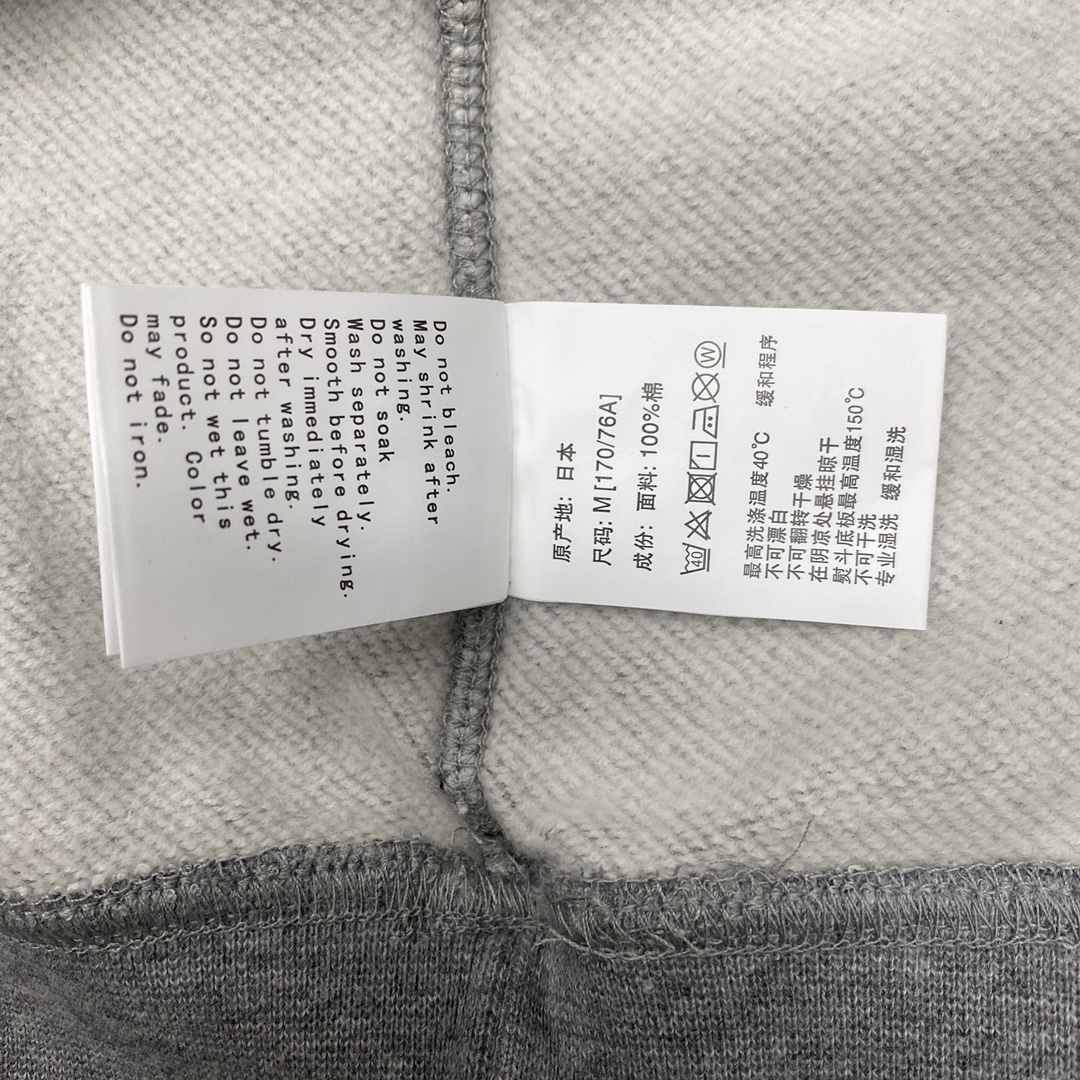 Do not bleach.
May shrink after
washing.
Do not soak
Wash separately.
Smooth before drying.
Dry immediately
after washing.
Do not tumble dry.
Do not leave wet.
So not wet this
product. Color
may fade.
Do not iron.
原产地: 日本
尺码: M [170/76A]
成份: 面料: 100%棉
40 1 W
最高洗涤温度40℃ 缓和程序
不可漂白
不可翻转干燥
在阴凉处悬挂晾干
熨斗底板最高温度150℃
不可干洗
专业湿洗 缓和湿洗